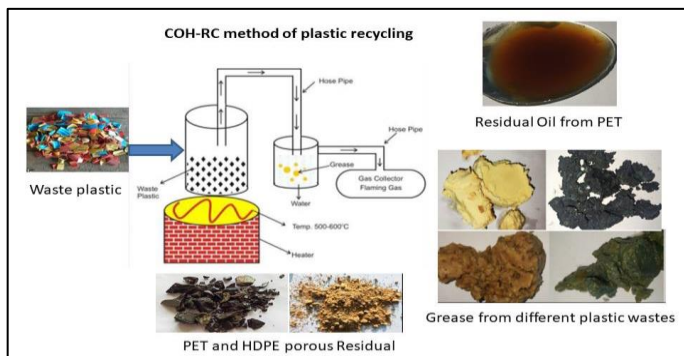 COH-RC method of plastic recycling
Hose Pipe
Hose Pipe
Waste plastic
Waste
Plastic
Grease
Water
Gas Collector
Flaming Gas
Temp. 500-600°C
Heater
PET and HDPE porous Residual
Residual Oil from PET
Grease from different plastic wastes